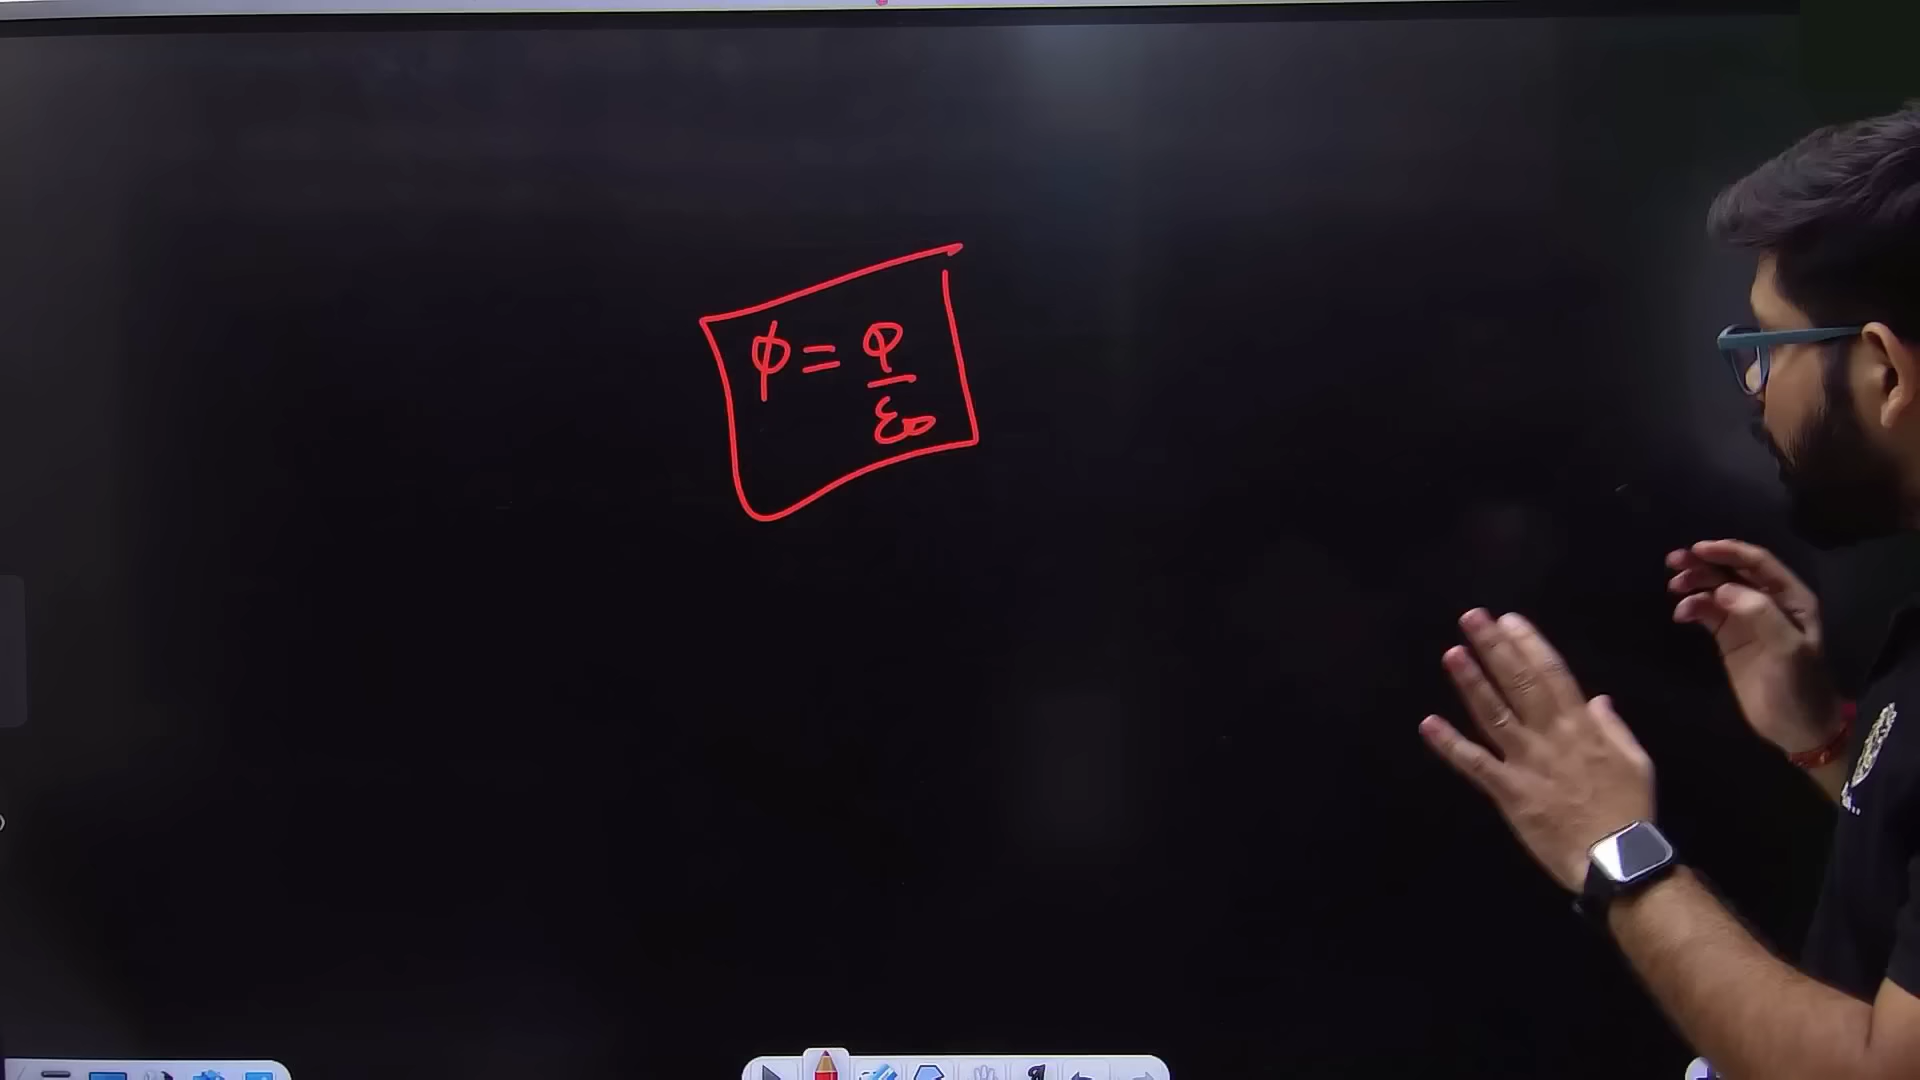 ϕ = φ/ε₀